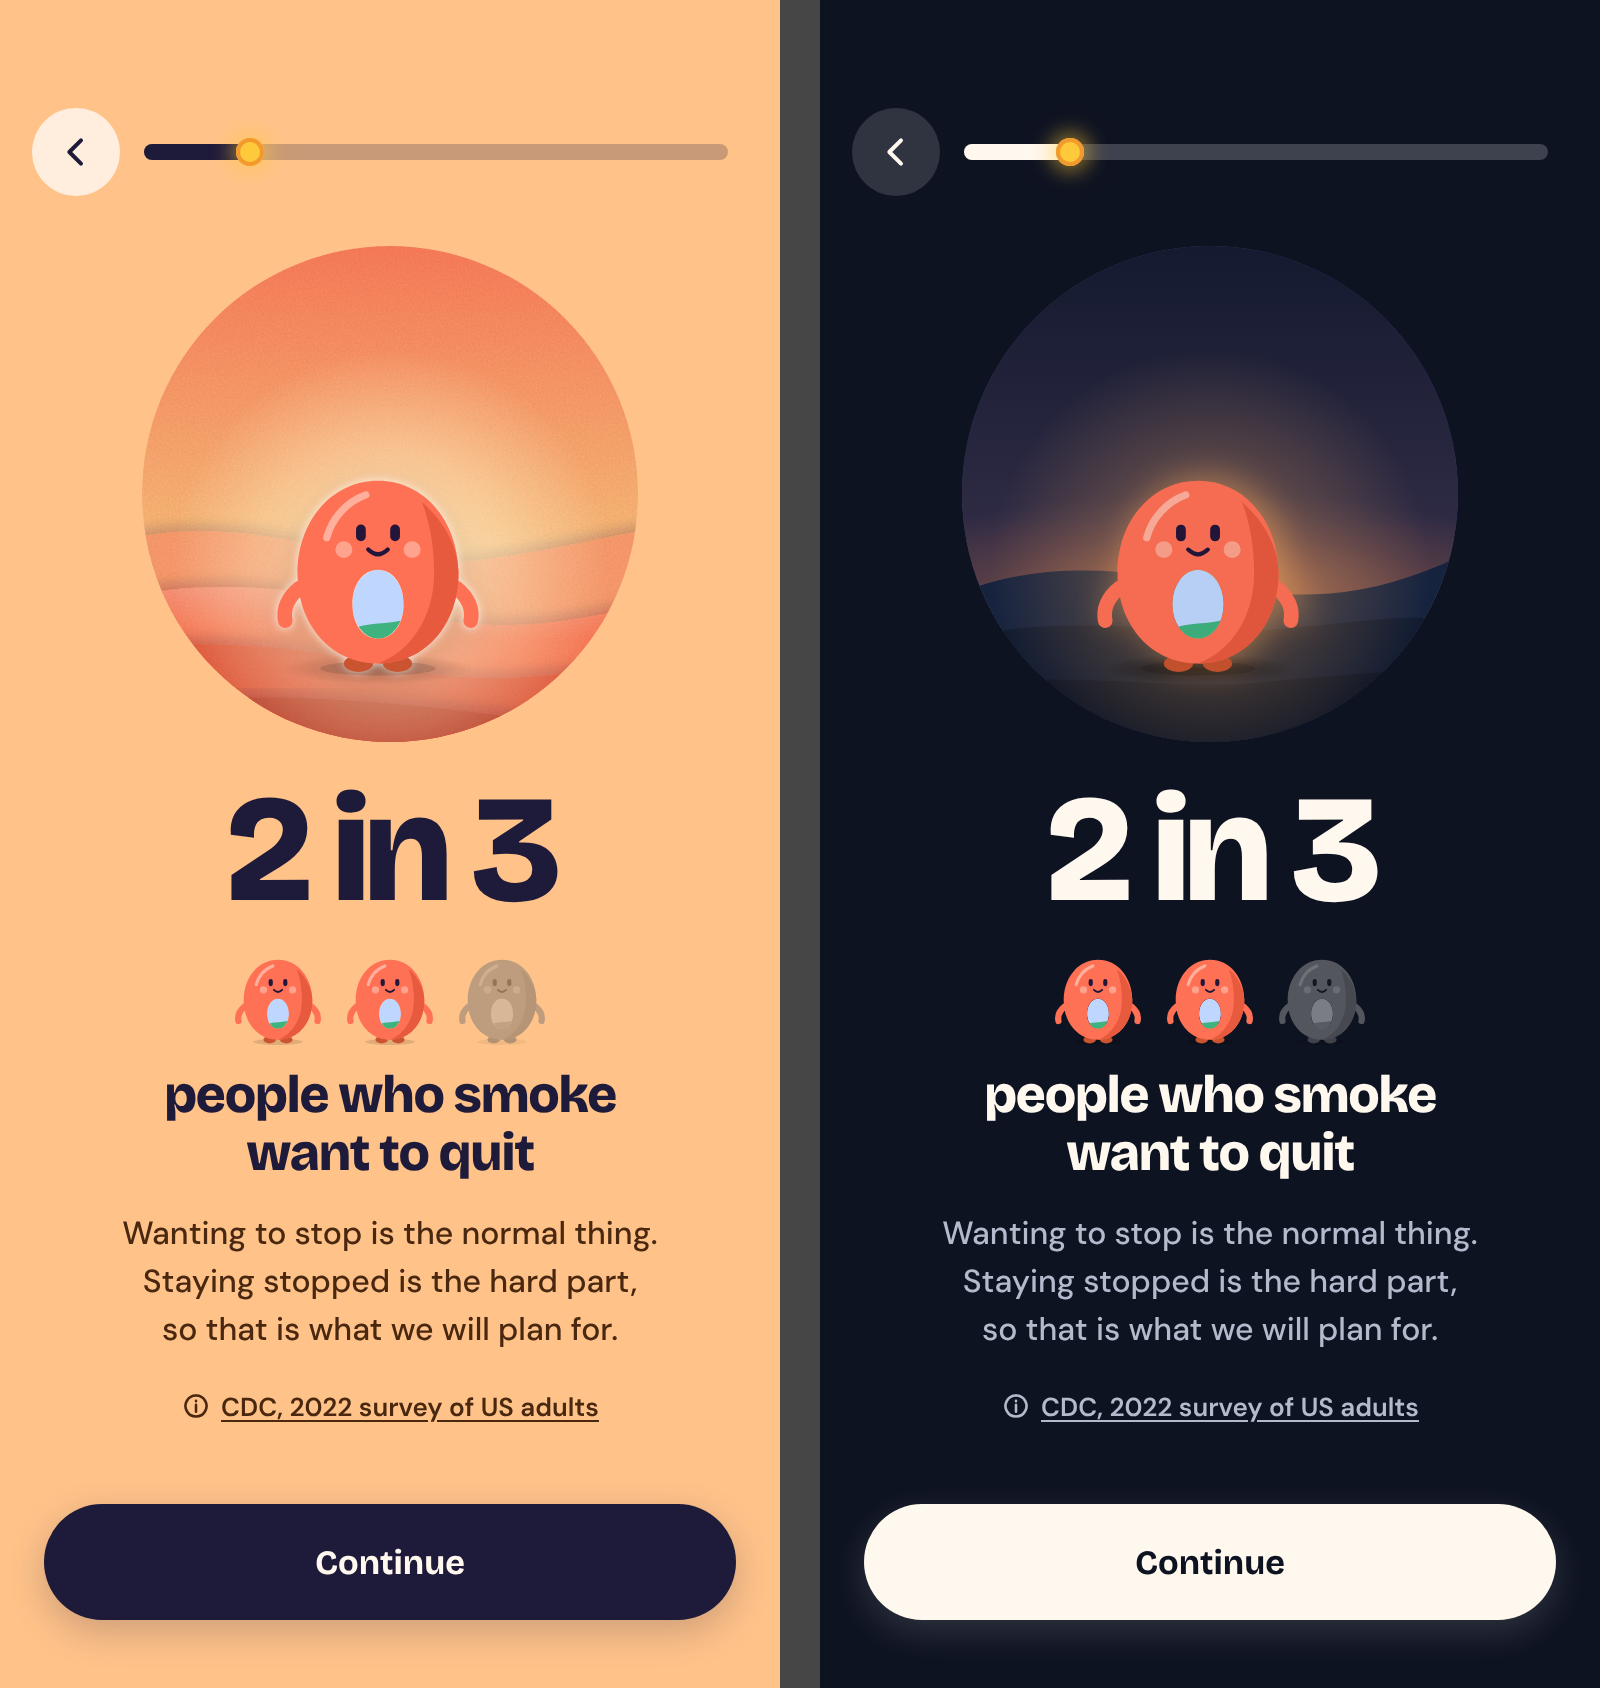 2 in 3
people who smoke
want to quit
Wanting to stop is the normal thing.
Staying stopped is the hard part,
so that is what we will plan for.
CDC, 2022 survey of US adults
Continue
2 in 3
people who smoke
want to quit
Wanting to stop is the normal thing.
Staying stopped is the hard part,
so that is what we will plan for.
CDC, 2022 survey of US adults
Continue